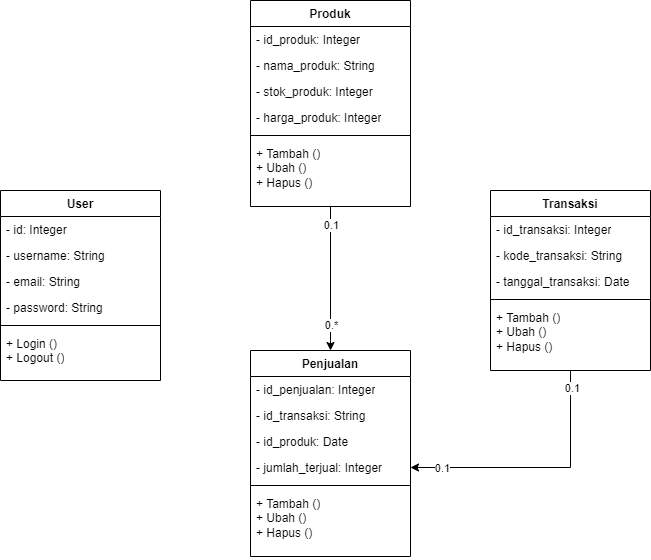 Produk
- id_produk: Integer
- nama_produk: String
- stok_produk: Integer
- harga_produk: Integer
+ Tambah ()
+ Ubah ()
+ Hapus ()
User
- id: Integer
- username: String
- email: String
- password: String
+ Login ()
+ Logout ()
Transaksi
- id_transaksi: Integer
- kode_transaksi: String
- tanggal_transaksi: Date
+ Tambah ()
+ Ubah ()
+ Hapus ()
0.1
0.*
Penjualan
- id_penjualan: Integer
- id_transaksi: String
- id_produk: Date
- jumlah_terjual: Integer
+ Tambah ()
+ Ubah ()
+ Hapus ()
0.1
0.1